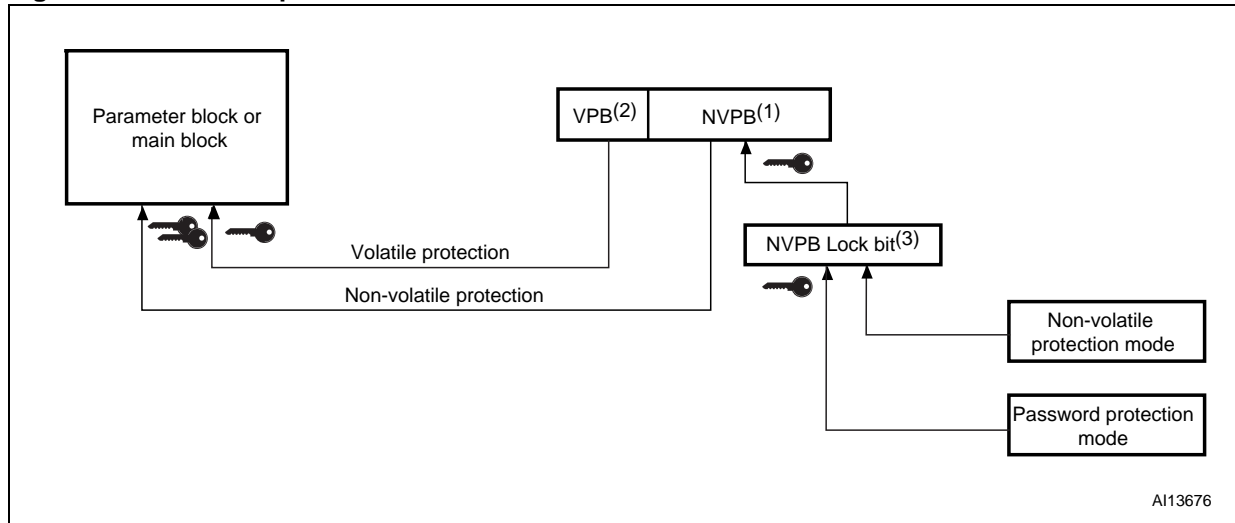 Parameter block or
main block
VPB(2)
NVPB(1)
NVPB Lock bit(3)
Volatile protection
Non-volatile protection
Non-volatile
protection mode
Password protection
mode
AI13676